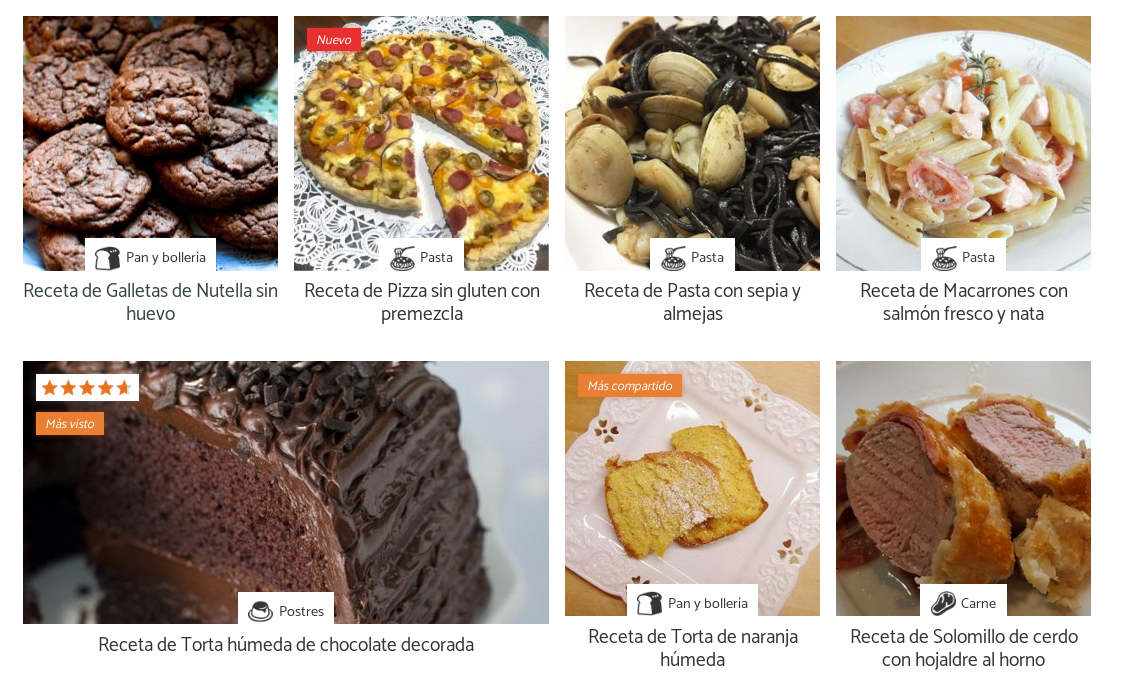 Nuevo
Pan y bollería
Pasta
Pasta
Pasta
Receta de Galletas de Nutella sin
huevo
Receta de Pizza sin gluten con
premezcla
Receta de Pasta con sepia y
almejas
Receta de Macarrones con
salmón fresco y nata
Más visto
Postres
Receta de Torta húmeda de chocolate decorada
Más compartido
Pan y bollería
Receta de Torta de naranja
húmeda
Carne
Receta de Solomillo de cerdo
con hojaldre al horno